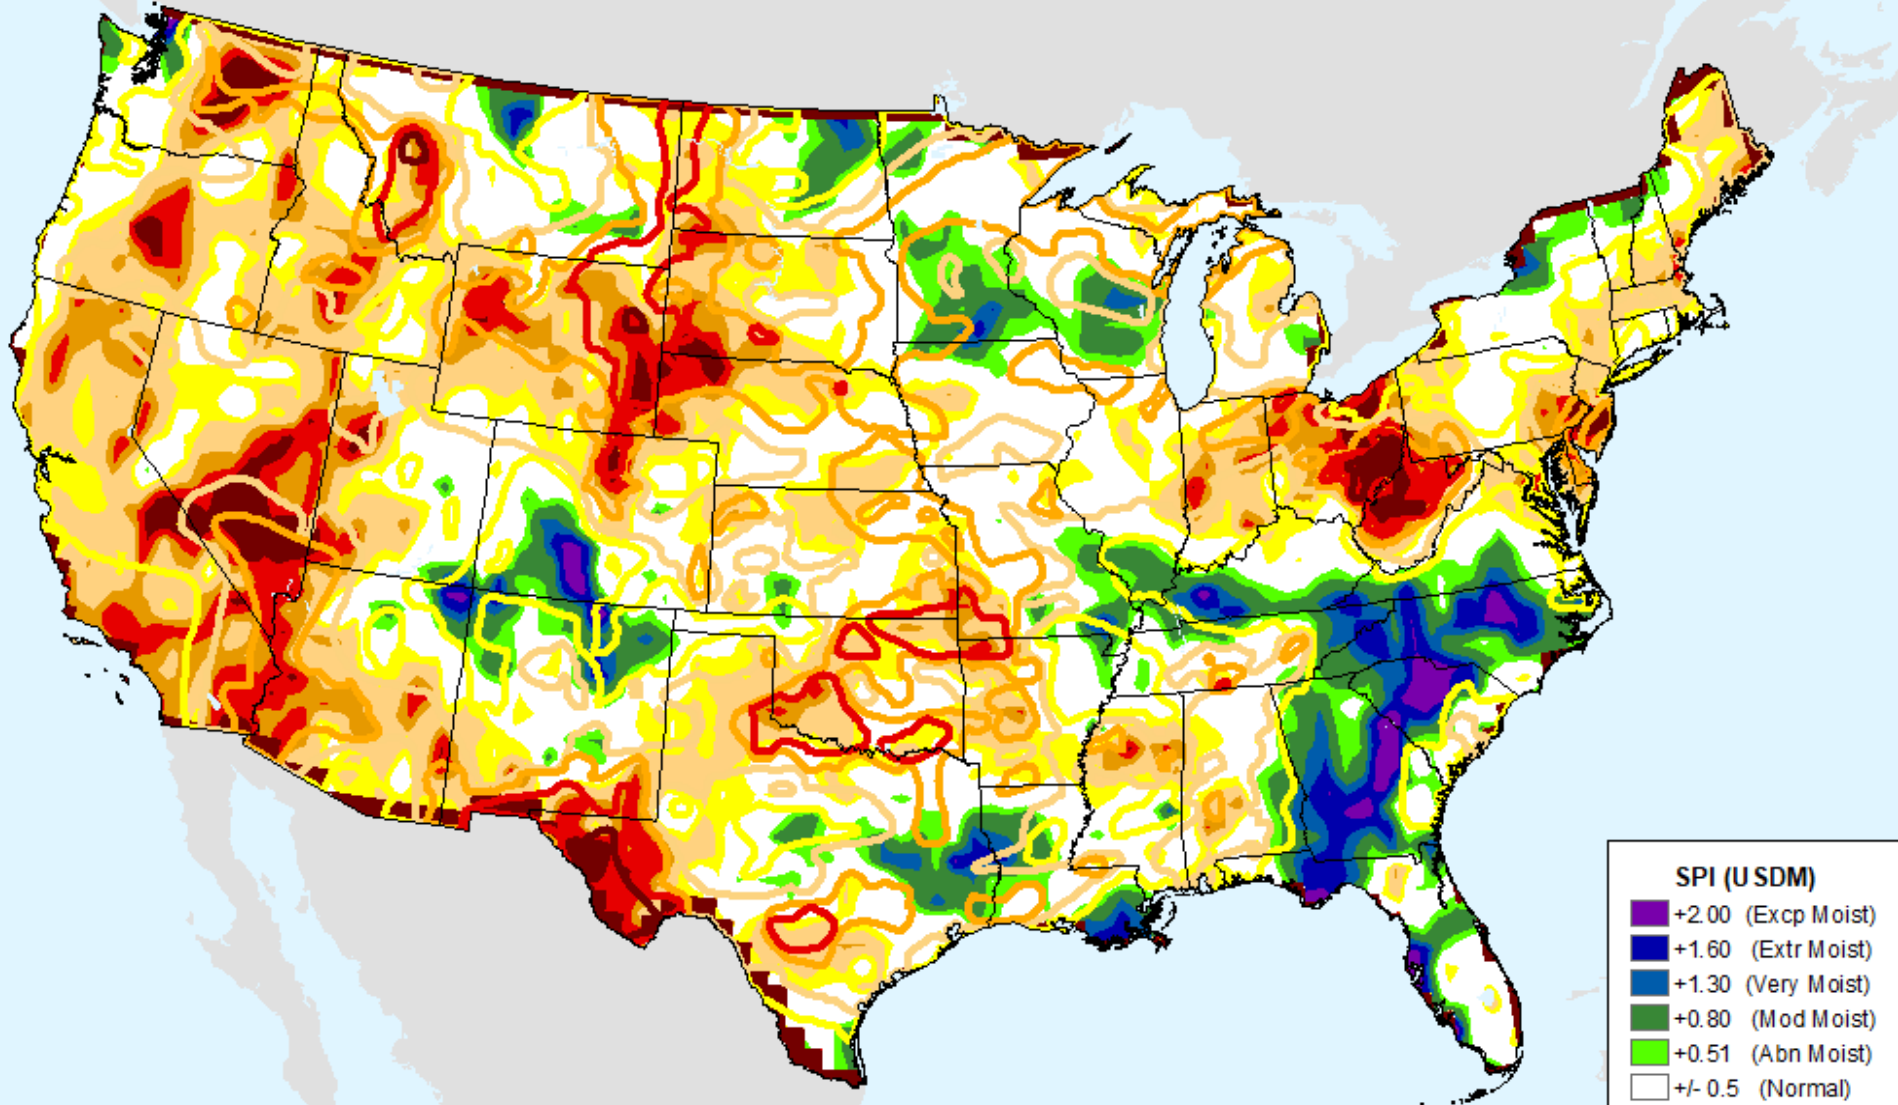 SPI (USDM)
+2.00 (Excp Moist)
+1.60 (Extr Moist)
+1.30 (Very Moist)
+0.80 (Mod Moist)
+0.51 (Abn Moist)
+/- 0.5 (Normal)